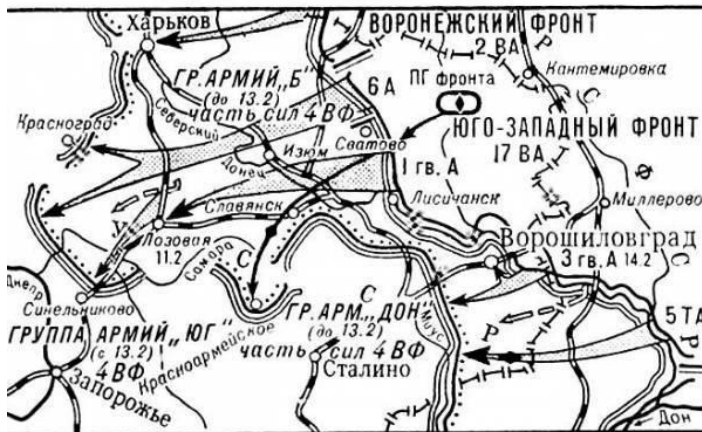 Харьков
ВОРОНЕЖСКИЙ ФРОНТ
2 ВА
Р
ГР. АРМИЙ „Б"
(до 13.2)
часть сил 4 ВФ
6 А
ПГ фронта
Кантемировка
С
Красноград
Северский
Донец
Изюм
Сватово
ЮГО-ЗАПАДНЫЙ ФРОНТ
17 ВА
1 гв. А
Ф
Лисичанск
Миллерово
Славянск
У
Лозовая
11.2
Самара
С
Ворошиловград
3 гв. А 14.2
С
Днепр
Синельниково
ГРУППА АРМИЙ „ЮГ"
(с 13.2)
4 ВФ
Запорожье
Красноармейское
ГР. АРМ. „ДОН"
(до 13.2)
часть сил 4 ВФ
Сталино
С
Миус
Р
5 ТА
Р
Дон